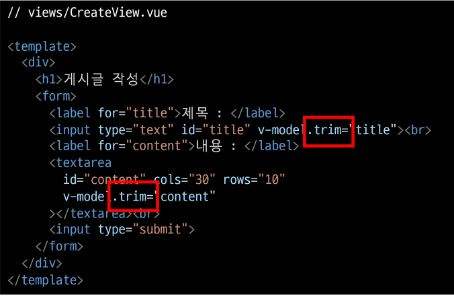 // views/CreateView.vue
<template>
<div>
<h1>게시글 작성</h1>
<form>
<label for="title">제목 : </label>
<input type="text" id="title" v-model.trim="title"><br>
<label for="content">내용 : </label>
<textarea
id="content" cols="30" rows="10"
v-model.trim="content"
></textarea><br>
<input type="submit">
</form>
</div>
</template>